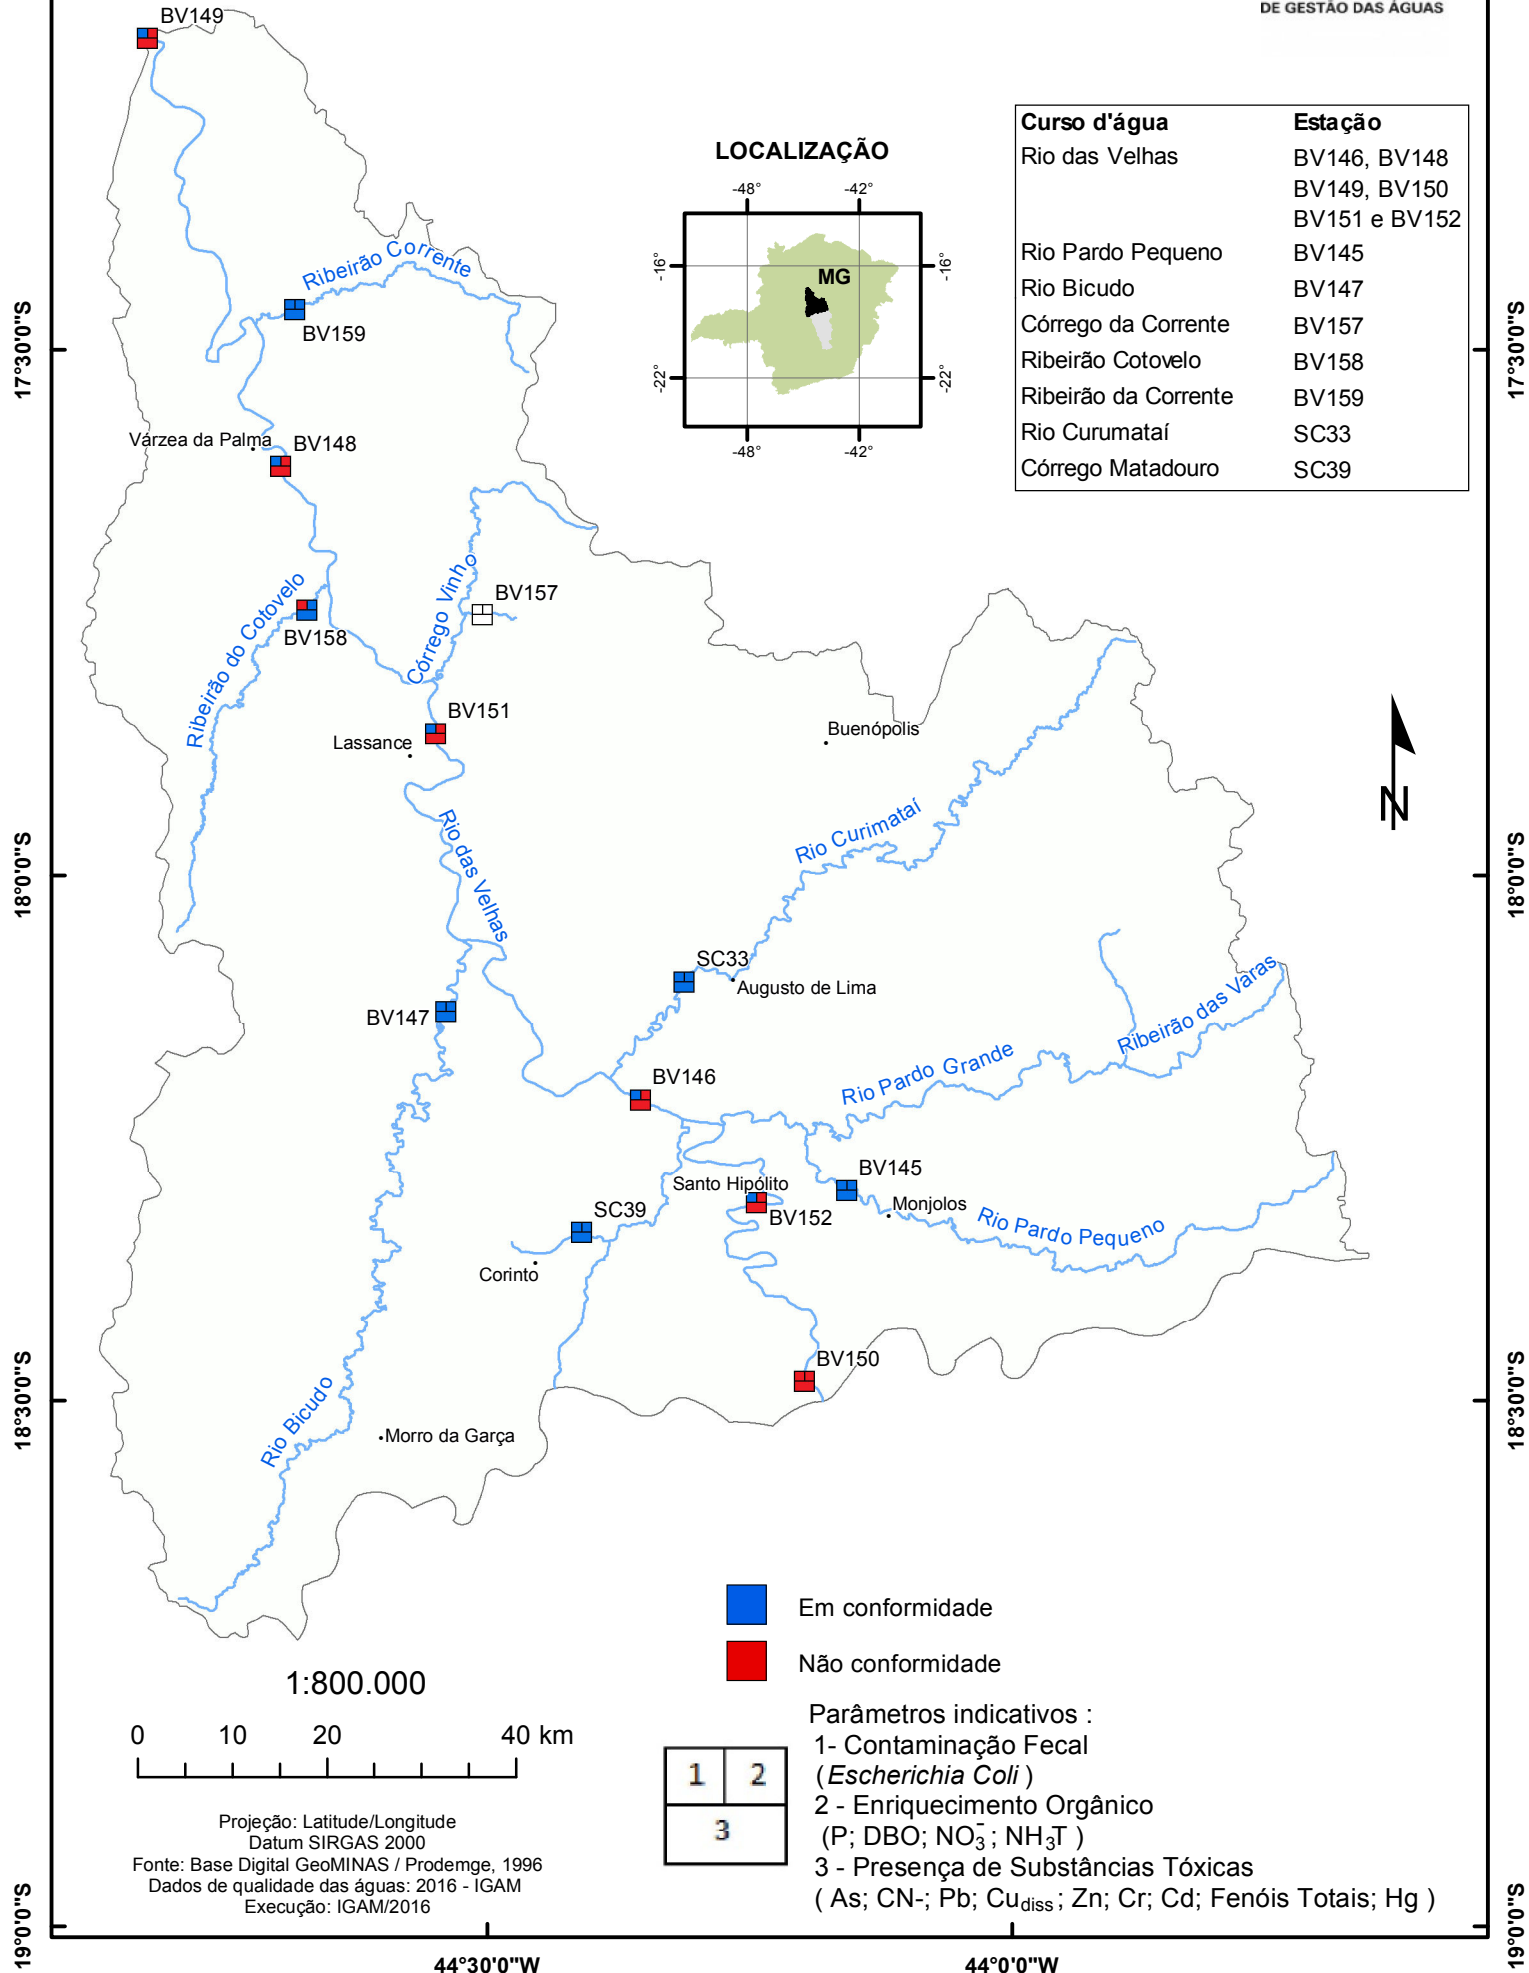 DE GESTÃO DAS ÁGUAS
BV149
Curso d'água Estação
Rio das Velhas BV146, BV148
BV149, BV150
BV151 e BV152
Rio Pardo Pequeno BV145
Rio Bicudo BV147
Córrego da Corrente BV157
Ribeirão Cotovelo BV158
Ribeirão da Corrente BV159
Rio Curumataí SC33
Córrego Matadouro SC39
LOCALIZAÇÃO
-48° -42°
-16° -16°
MG
-22° -22°
-48° -42°
Ribeirão Corrente
BV159
17°30'0"S 17°30'0"S
Várzea da Palma
BV148
Córrego Vinho
BV157
Ribeirão do Cotovelo
BV158
BV151
Lassance
Buenópolis
N
Rio Curimataí
Rio das Velhas
18°0'0"S 18°0'0"S
SC33
Augusto de Lima
BV147
Ribeirão das Varas
Rio Pardo Grande
BV146
BV145
Santo Hipólito
BV152
Monjolos
Rio Pardo Pequeno
SC39
Corinto
BV150
18°30'0"S 18°30'0"S
Rio Bicudo
Morro da Garça
Em conformidade
Não conformidade
1:800.000
0 10 20 40 km
Projeção: Latitude/Longitude
Datum SIRGAS 2000
Fonte: Base Digital GeoMINAS / Prodemge, 1996
Dados de qualidade das águas: 2016 - IGAM
Execução: IGAM/2016
1 2
3
Parâmetros indicativos :
1- Contaminação Fecal
(Escherichia Coli )
2 - Enriquecimento Orgânico
(P; DBO; NO₃⁻; NH₃T )
3 - Presença de Substâncias Tóxicas
( As; CN-; Pb; Cu diss ; Zn; Cr; Cd; Fenóis Totais; Hg )
19°0'0"S 19°0'0"S
44°30'0"W 44°0'0"W